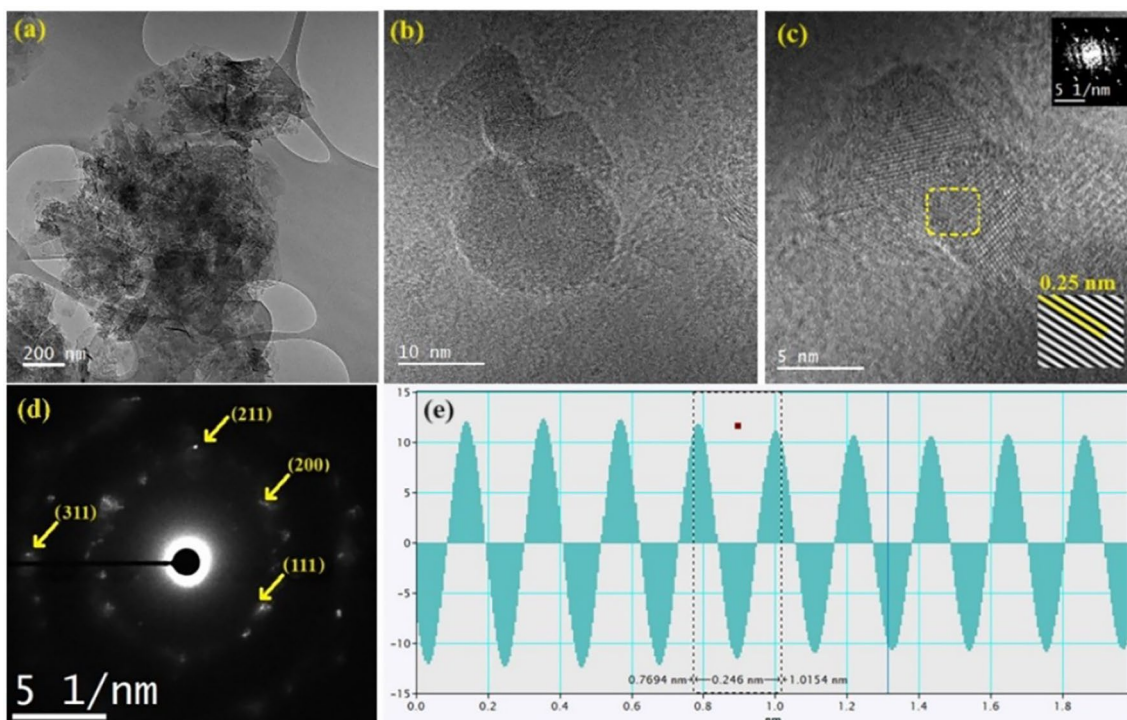 (a)
200 nm
(b)
10 nm
(c)
5 1/nm
0.25 nm
5 nm
(d)
(211)
(200)
(311)
(111)
5 1/nm
(e)
15
10
5
0
-5
-10
-15
0.7694 nm
0.246 nm
1.0154 nm
0.0 0.2 0.4 0.6 0.8 1.0 1.2 1.4 1.6 1.8
nm